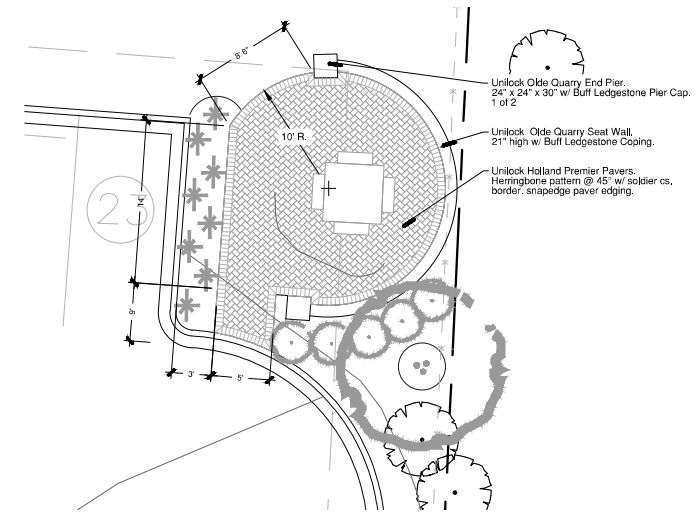 8' 6"
Unilock Olde Quarry End Pier.
24" x 24" x 30" w/ Buff Ledgestone Pier Cap.
1 of 2
10' R.
Unilock Olde Quarry Seat Wall.
21" high w/ Buff Ledgestone Coping.
Unilock Holland Premier Pavers.
Herringbone pattern @ 45° w/ soldier cs,
border. snapedge paver edging.
14'
23
9'
3'
5'